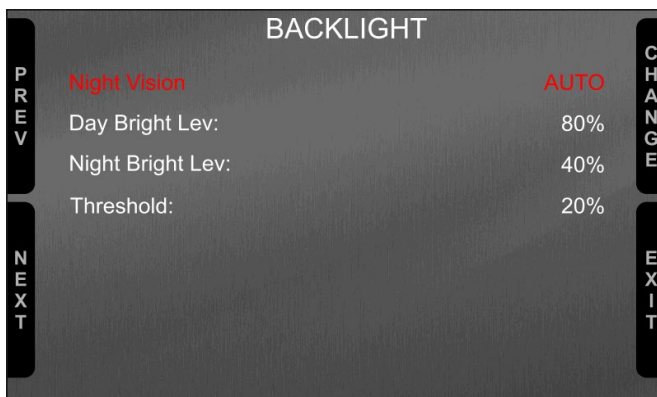 BACKLIGHT
PREV
CHANGE
Night Vision AUTO
Day Bright Lev: 80%
Night Bright Lev: 40%
Threshold: 20%
NEXT
EXIT